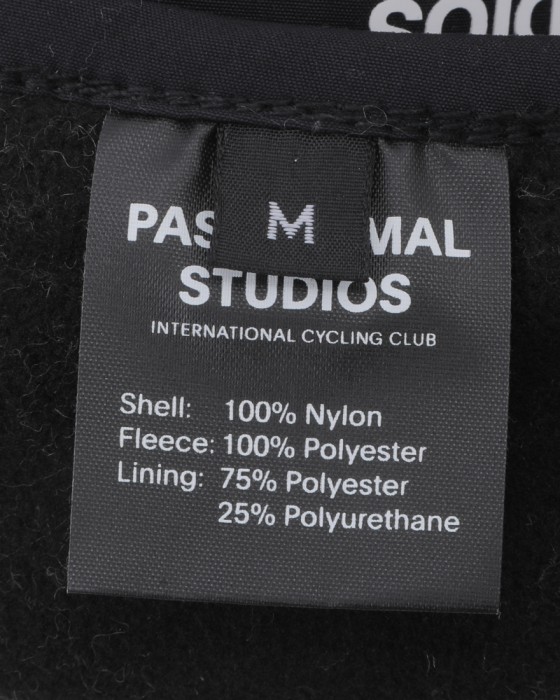 M
PAS MAL
STUDIOS
INTERNATIONAL CYCLING CLUB
Shell: 100% Nylon
Fleece: 100% Polyester
Lining: 75% Polyester
25% Polyurethane